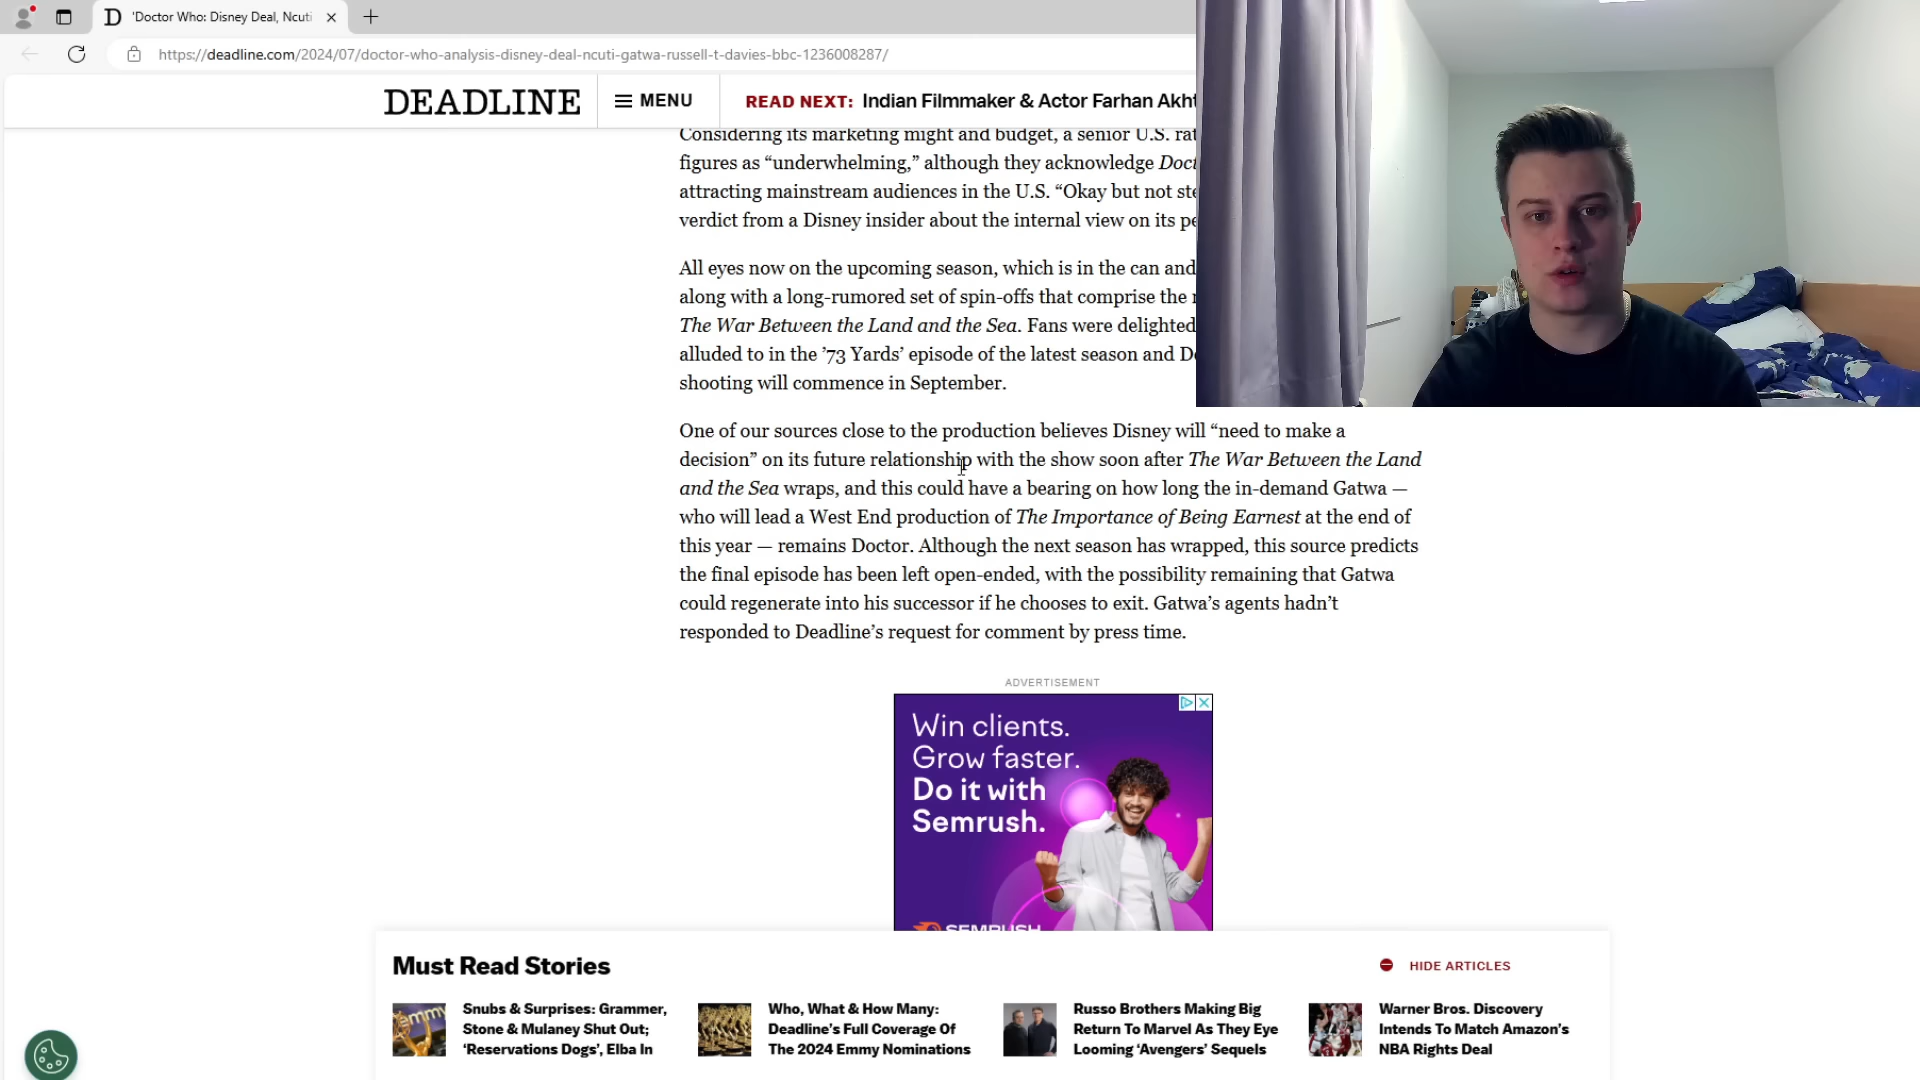 'Doctor Who: Disney Deal, Ncuti
https://deadline.com/2024/07/doctor-who-analysis-disney-deal-ncuti-gatwa-russell-t-davies-bbc-1236008287/
DEADLINE
MENU
READ NEXT: Indian Filmmaker & Actor Farhan
Considering its marketing might and budget, a senior U.S.
figures as “underwhelming,” although they acknowledge
attracting mainstream audiences in the U.S. “Okay but not
verdict from a Disney insider about the internal view on its
All eyes now on the upcoming season, which is in the can and
along with a long-rumored set of spin-offs that comprise the
The War Between the Land and the Sea. Fans were delighted
alluded to in the ’73 Yards’ episode of the latest season and
shooting will commence in September.
One of our sources close to the production believes Disney will “need to make a
decision” on its future relationship with the show soon after The War Between the Land
and the Sea wraps, and this could have a bearing on how long the in-demand Gatwa —
who will lead a West End production of The Importance of Being Earnest at the end of
this year — remains Doctor. Although the next season has wrapped, this source predicts
the final episode has been left open-ended, with the possibility remaining that Gatwa
could regenerate into his successor if he chooses to exit. Gatwa’s agents hadn’t
responded to Deadline’s request for comment by press time.
ADVERTISEMENT
Win clients.
Grow faster.
Do it with
Semrush.
SEMRUSH
Must Read Stories
HIDE ARTICLES
Snubs & Surprises: Grammer,
Stone & Mulaney Shut Out;
‘Reservations Dogs’, Elba In
Who, What & How Many:
Deadline’s Full Coverage Of
The 2024 Emmy Nominations
Russo Brothers Making Big
Return To Marvel As They Eye
Looming ‘Avengers’ Sequels
Warner Bros. Discovery
Intends To Match Amazon’s
NBA Rights Deal